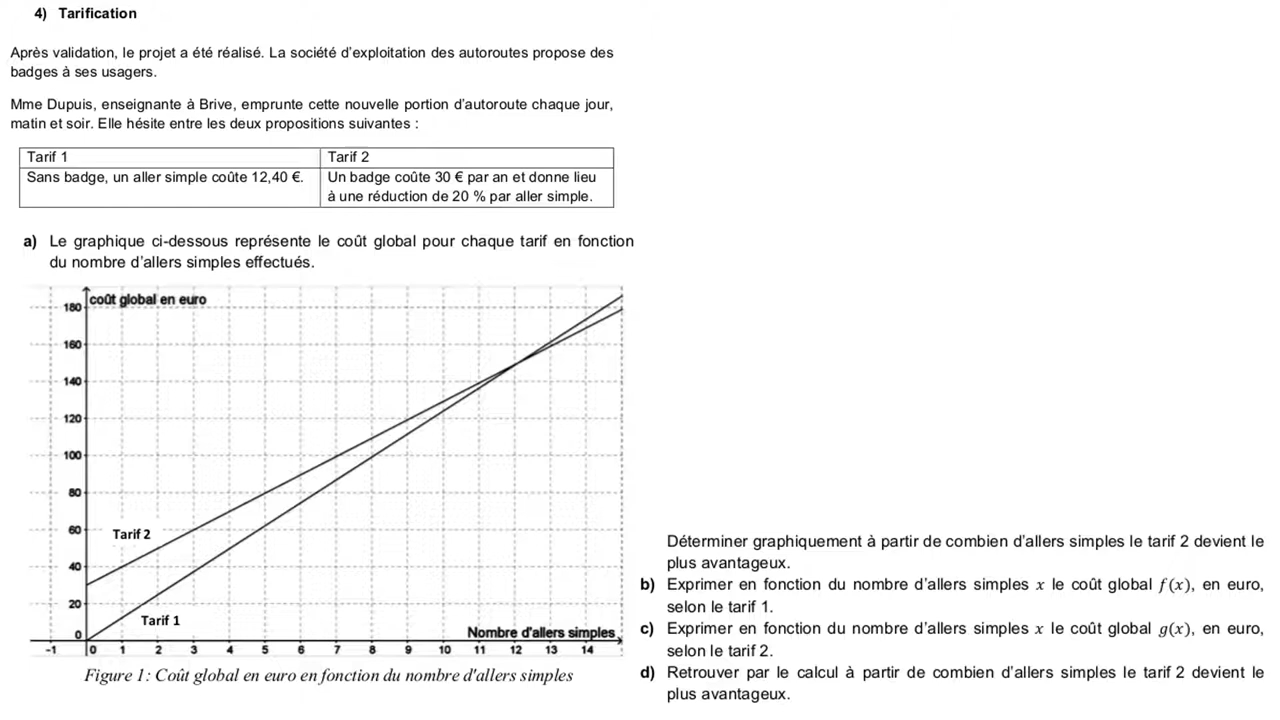 4) Tarification
Après validation, le projet a été réalisé. La société d'exploitation des autoroutes propose des
badges à ses usagers.
Mme Dupuis, enseignante à Brive, emprunte cette nouvelle portion d'autoroute chaque jour,
matin et soir. Elle hésite entre les deux propositions suivantes :
Tarif 1 Tarif 2
Sans badge, un aller simple coûte 12,40 €. Un badge coûte 30 € par an et donne lieu
à une réduction de 20 % par aller simple.
a) Le graphique ci-dessous représente le coût global pour chaque tarif en fonction
du nombre d'allers simples effectués.
coût global en euro
180
160
140
120
100
80
60
Tarif 2
40
20
Tarif 1
0
Nombre d'allers simples
-1 0 1 2 3 4 5 6 7 8 9 10 11 12 13 14
Figure 1: Coût global en euro en fonction du nombre d'allers simples
Déterminer graphiquement à partir de combien d'allers simples le tarif 2 devient le
plus avantageux.
b) Exprimer en fonction du nombre d'allers simples x le coût global f(x), en euro,
selon le tarif 1.
c) Exprimer en fonction du nombre d'allers simples x le coût global g(x), en euro,
selon le tarif 2.
d) Retrouver par le calcul à partir de combien d'allers simples le tarif 2 devient le
plus avantageux.